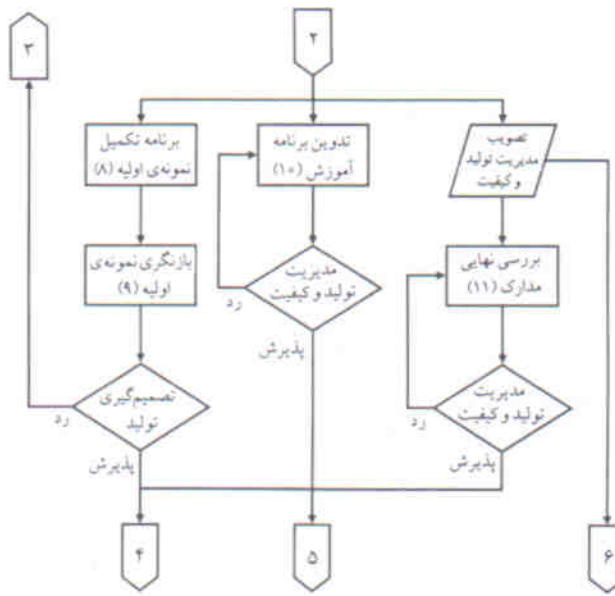 ۲
۳
تصویب
مدیریت تولید
و کیفیت
تدوین برنامه
آموزش (۱۰)
برنامه تکمیل
نمونه‌ی اولیه (۸)
بررسی نهایی
مدارک (۱۱)
مدیریت
تولید و کیفیت
رد
پذیرش
بازنگری نمونه‌ی
اولیه (۹)
مدیریت
تولید و کیفیت
رد
پذیرش
تصمیم‌گیری
تولید
رد
پذیرش
۶
۵
۴